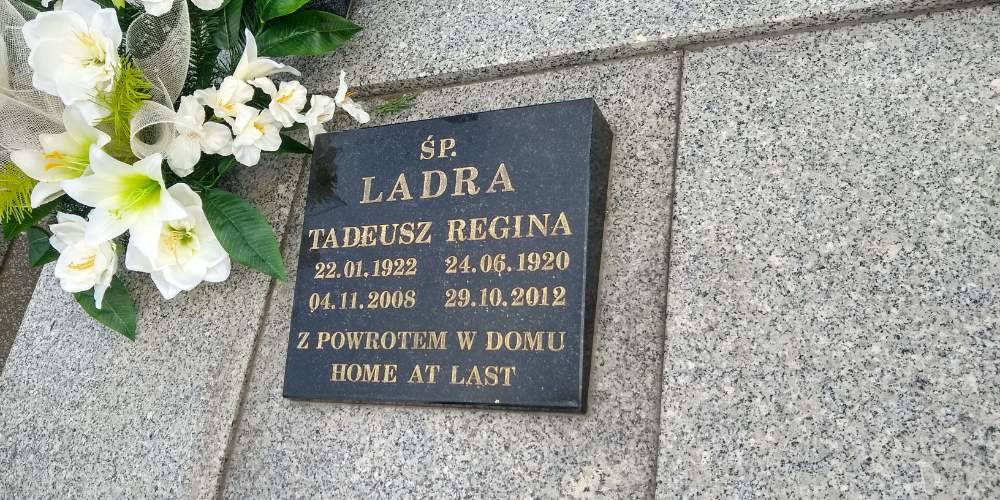 ŚP.
LADRA
TADEUSZ REGINA
22.01.1922 24.06.1920
04.11.2008 29.10.2012
Z POWROTEM W DOMU
HOME AT LAST